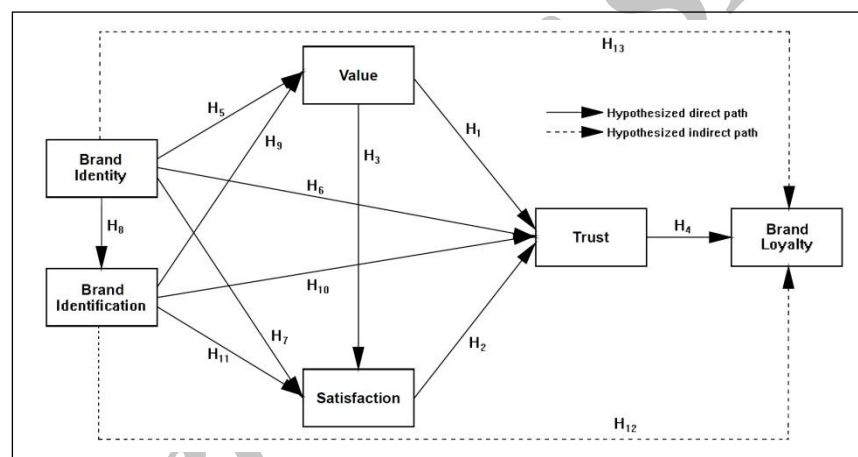 H13
Value
Hypothesized direct path
Hypothesized indirect path
H5
H1
H9
H3
Brand
Identity
H6
H8
Trust
H4
Brand
Loyalty
Brand
Identification
H10
H7
H2
H11
Satisfaction
H12